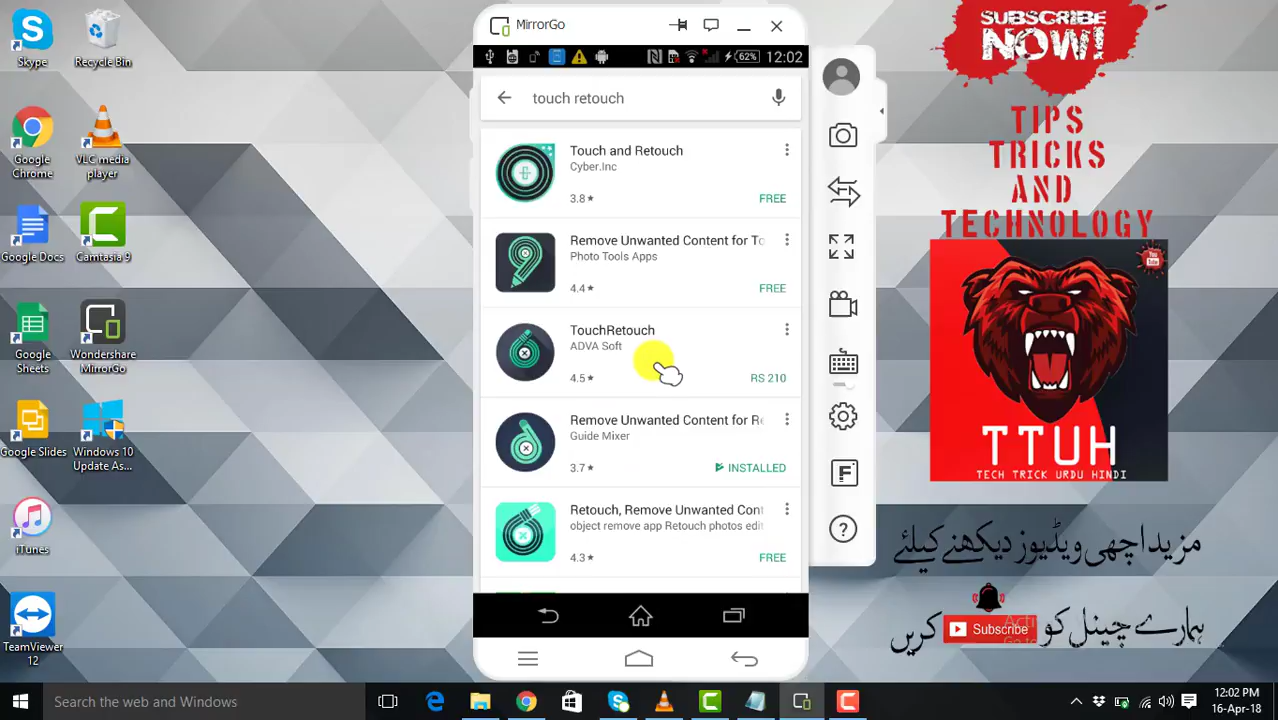 Skype
Recycle Bin
Google Chrome
VLC media player
Google Docs
Camtasia 9
Google Sheets
Wondershare MirrorGo
Google Slides
Windows 10 Update As...
iTunes
TeamViewer 12
MirrorGo
62%
12:02
touch retouch
Touch and Retouch
Cyber.Inc
3.8★
FREE
Remove Unwanted Content for To
Photo Tools Apps
4.4★
FREE
TouchRetouch
ADVA Soft
4.5★
RS 210
Remove Unwanted Content for Re
Guide Mixer
3.7★
INSTALLED
Retouch, Remove Unwanted Cont
object remove app Retouch photos edit
4.3★
FREE
F
?
SUBSCRIBE
NOW!
TIPS
TRICKS
AND
TECHNOLOGY
You Tube
TTUH
TECH TRICK URDU HINDI
مزید اچھی ویڈیوز دیکھنے کیلئے
ہمارے چینل کو Subscribe کریں
Search the web and Windows
12:02 PM
16-Apr-18